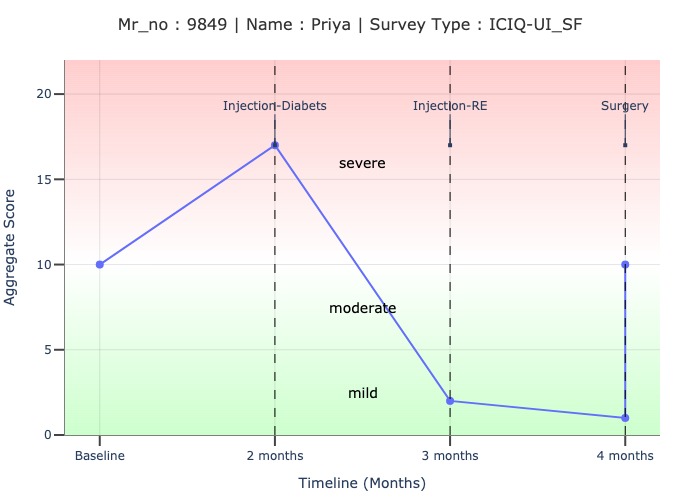 Mr_no : 9849 | Name : Priya | Survey Type : ICIQ-UI_SF
Aggregate Score
20
15
10
5
0
Injection-Diabets
Injection-RE
Surgery
severe
moderate
mild
Baseline
2 months
3 months
4 months
Timeline (Months)